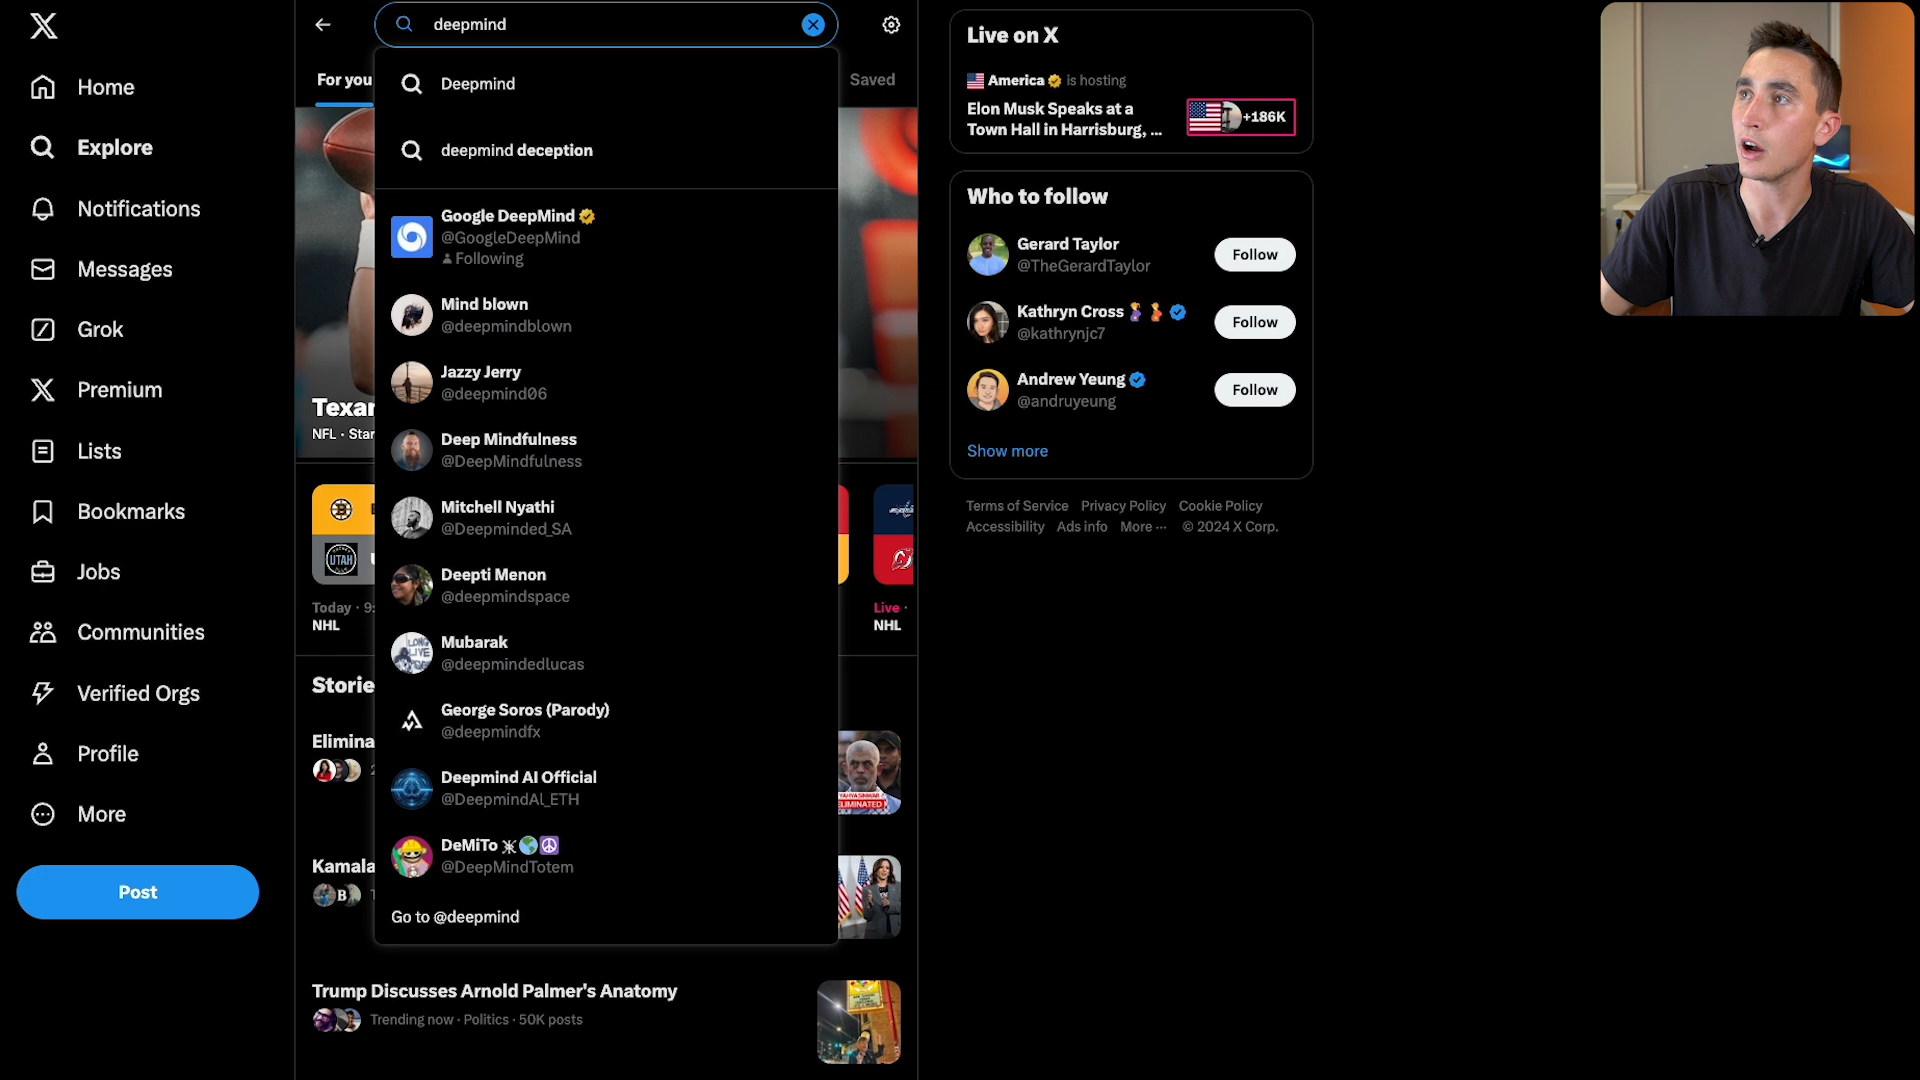 Home
Explore
Notifications
Messages
Grok
Premium
Lists
Bookmarks
Jobs
Communities
Verified Orgs
Profile
More
Post
deepmind
For you
Saved
Deepmind
deepmind deception
Google DeepMind
@GoogleDeepMind
Following
Mind blown
@deepmindblown
Jazzy Jerry
@deepmind06
Deep Mindfulness
@DeepMindfulness
Mitchell Nyathi
@Deepminded_SA
Deepti Menon
@deepmindspace
Mubarak
@deepmindedlucas
George Soros (Parody)
@deepmindfx
Deepmind AI Official
@DeepmindAl_ETH
DeMiTo
@DeepMindTotem
Go to @deepmind
Texan
NFL · Star
UTAH
Today · 9:
NHL
Live ·
NHL
Storie
Elimina
ELIMINATED
Kamala
Trump Discusses Arnold Palmer's Anatomy
Trending now · Politics · 50K posts
Live on X
America is hosting
Elon Musk Speaks at a
Town Hall in Harrisburg, ...
+186K
Who to follow
Gerard Taylor
@TheGerardTaylor
Follow
Kathryn Cross
@kathrynjc7
Follow
Andrew Yeung
@andruyeung
Follow
Show more
Terms of Service Privacy Policy Cookie Policy
Accessibility Ads info More ··· © 2024 X Corp.